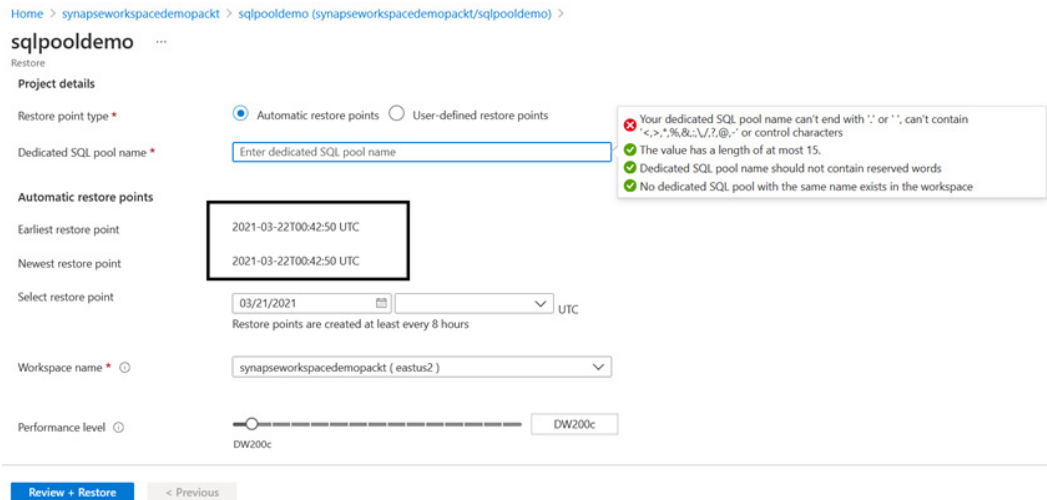 Home > synapseworkspacedemopackt > sqlpooldemo (synapseworkspacedemopackt/sqlpooldemo) >
sqlpooldemo ...
Restore
Project details
Restore point type * Automatic restore points User-defined restore points
Dedicated SQL pool name * Enter dedicated SQL pool name
Your dedicated SQL pool name can't end with '.' or ' ', can't contain
'<,>,*,%,&,:,\,/,?,@,-' or control characters
The value has a length of at most 15.
Dedicated SQL pool name should not contain reserved words
No dedicated SQL pool with the same name exists in the workspace
Automatic restore points
Earliest restore point 2021-03-22T00:42:50 UTC
Newest restore point 2021-03-22T00:42:50 UTC
Select restore point 03/21/2021 UTC
Restore points are created at least every 8 hours
Workspace name * synapseworkspacedemopackt ( eastus2 )
Performance level DW200c
DW200c
Review + Restore < Previous